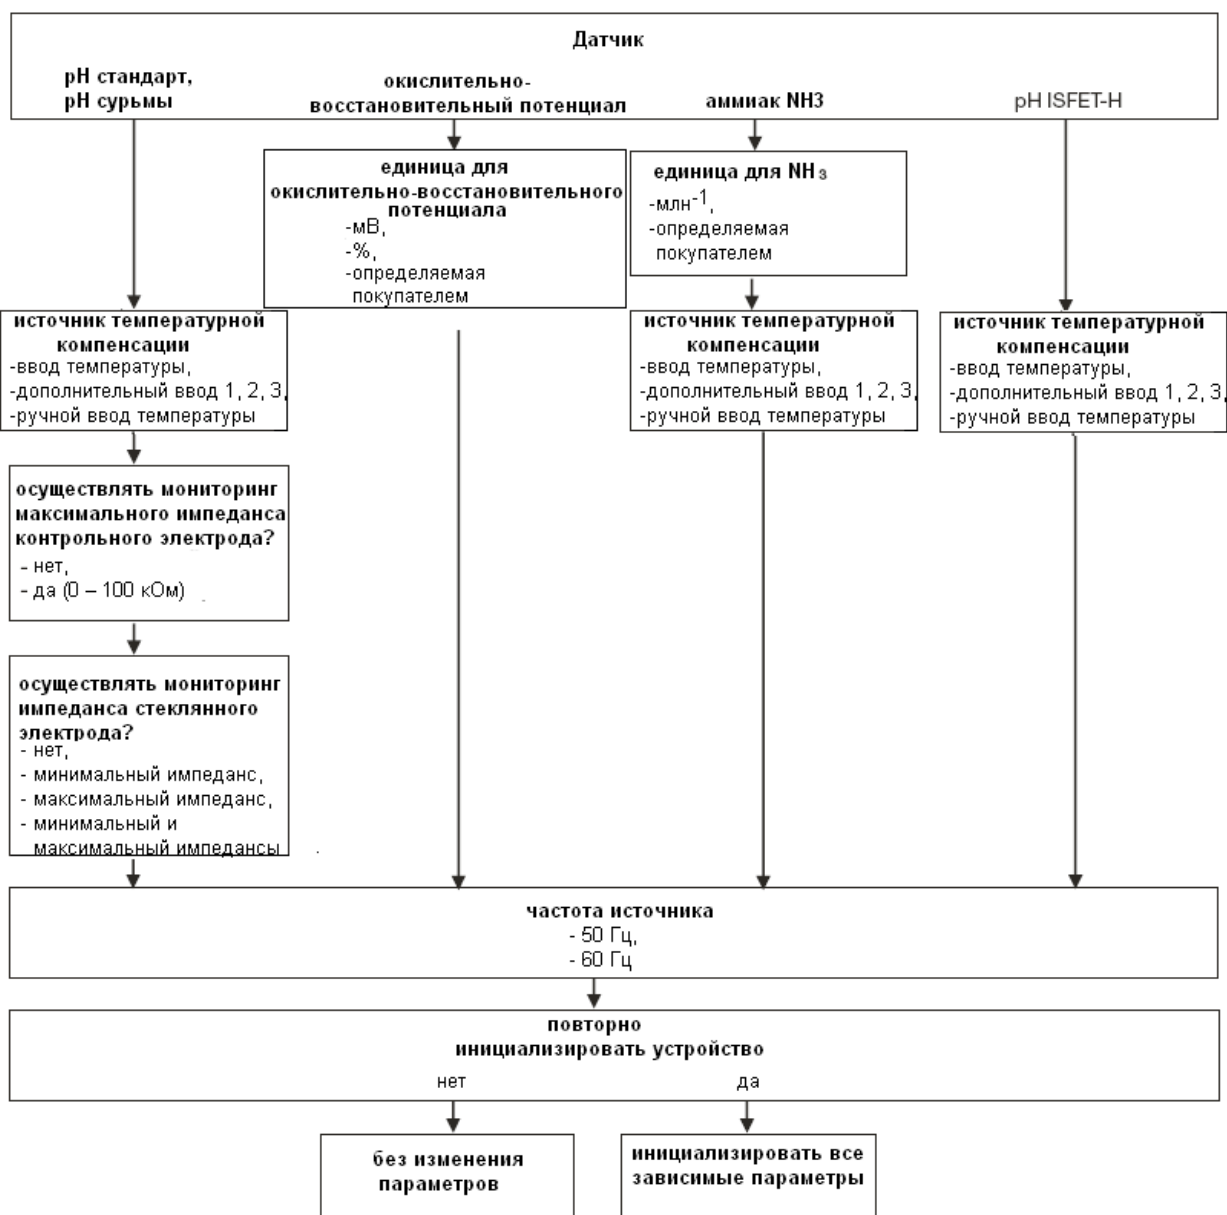 Датчик
pH стандарт,
pH сурьмы
окислительно-
восстановительный потенциал
аммиак NH3
pH ISFET-H
единица для
окислительно-восстановительного
потенциала
-мВ,
-%,
-определяемая
покупателем
единица для NH₃
-млн⁻¹,
-определяемая
покупателем
источник температурной
компенсации
-ввод температуры,
-дополнительный ввод 1, 2, 3,
-ручной ввод температуры
источник температурной
компенсации
-ввод температуры,
-дополнительный ввод 1, 2, 3,
-ручной ввод температуры
источник температурной
компенсации
-ввод температуры,
-дополнительный ввод 1, 2, 3,
-ручной ввод температуры
осуществлять мониторинг
максимального импеданса
контрольного электрода?
- нет,
- да (0 – 100 кОм)
осуществлять мониторинг
импеданса стеклянного
электрода?
- нет,
- минимальный импеданс,
- максимальный импеданс,
- минимальный и
максимальный импедансы
частота источника
- 50 Гц,
- 60 Гц
повторно
инициализировать устройство
нет
да
без изменения
параметров
инициализировать все
зависимые параметры